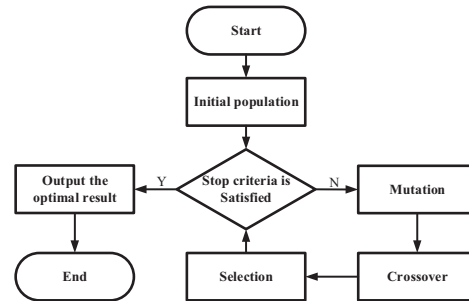 Start
Initial population
Stop criteria is
Satisfied
Y
N
Output the
optimal result
Mutation
End
Selection
Crossover